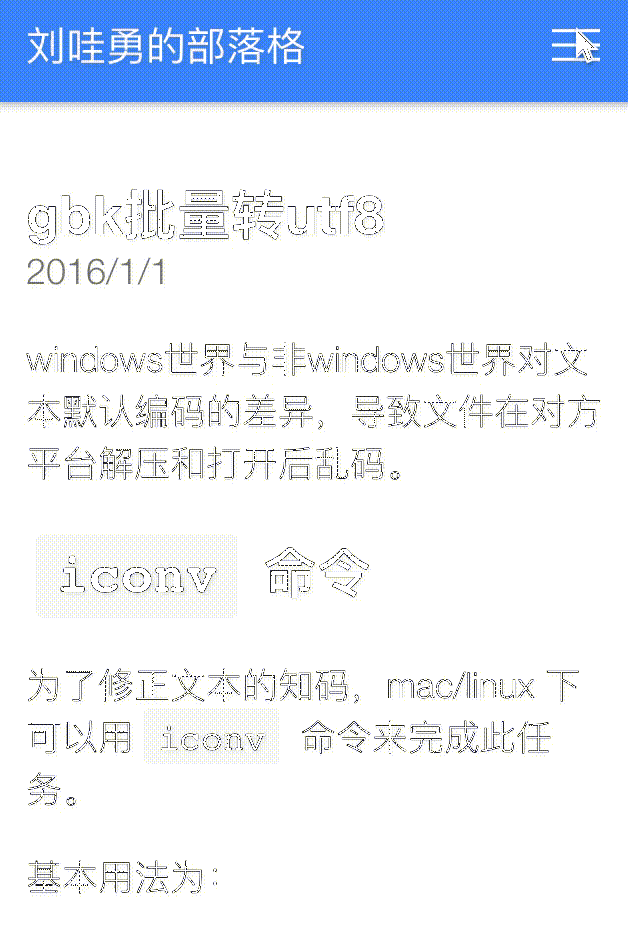 刘哇勇的部落格
gbk批量转utf8
2016/1/1
windows世界与非windows世界对文
本默认编码的差异，导致文件在对方
平台解压和打开后乱码。
iconv 命令
为了修正文本的知码，mac/linux 下
可以用 iconv 命令来完成此任
务。
基本用法为：